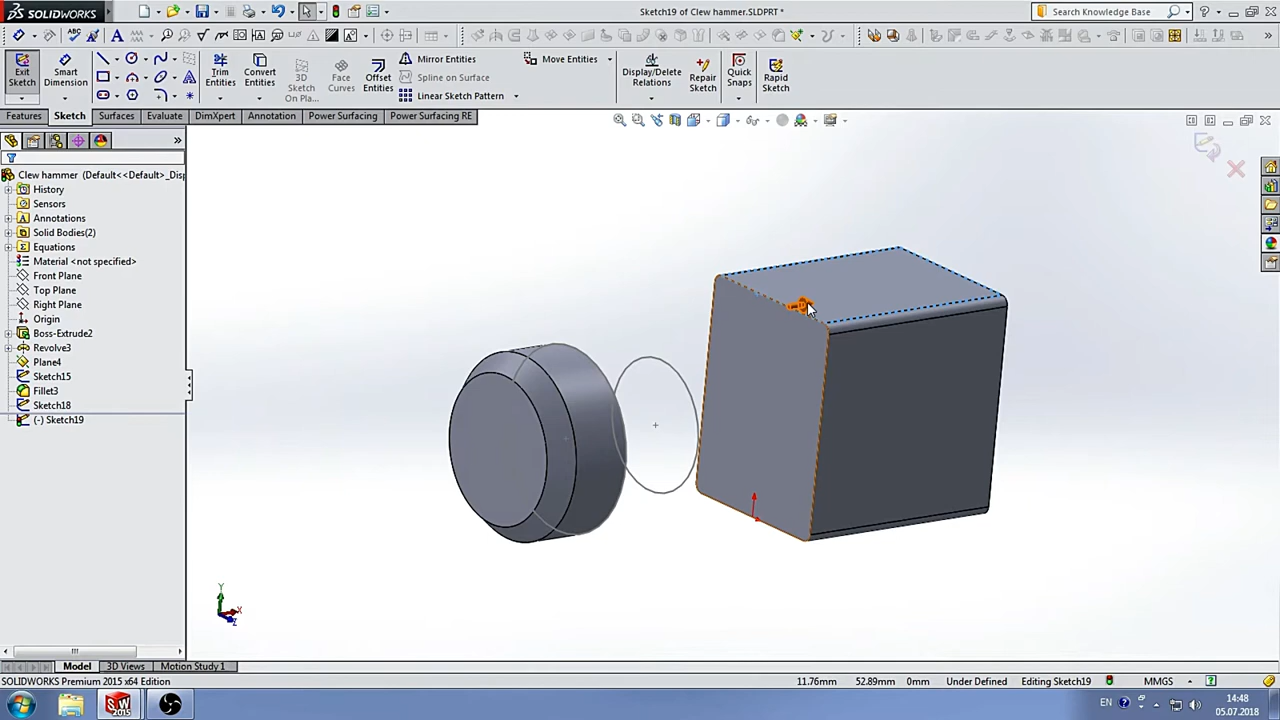 SOLIDWORKS
Sketch19 of Clew hammer.SLDPRT *
Search Knowledge Base
Exit Sketch
Smart Dimension
Trim Entities
Convert Entities
3D Sketch On Pla...
Face Curves
Offset Entities
Mirror Entities
Spline on Surface
Linear Sketch Pattern
Move Entities
Display/Delete Relations
Repair Sketch
Quick Snaps
Rapid Sketch
Features
Sketch
Surfaces
Evaluate
DimXpert
Annotation
Power Surfacing
Power Surfacing RE
Clew hammer (Default<<Default>_Disp
History
Sensors
Annotations
Solid Bodies(2)
Equations
Material <not specified>
Front Plane
Top Plane
Right Plane
Origin
Boss-Extrude2
Revolve3
Plane4
Sketch15
Fillet3
Sketch18
(-) Sketch19
Y
X
Z
Model
3D Views
Motion Study 1
SOLIDWORKS Premium 2015 x64 Edition
11.76mm
52.89mm
0mm
Under Defined
Editing Sketch19
MMGS
EN
14:48
05.07.2018